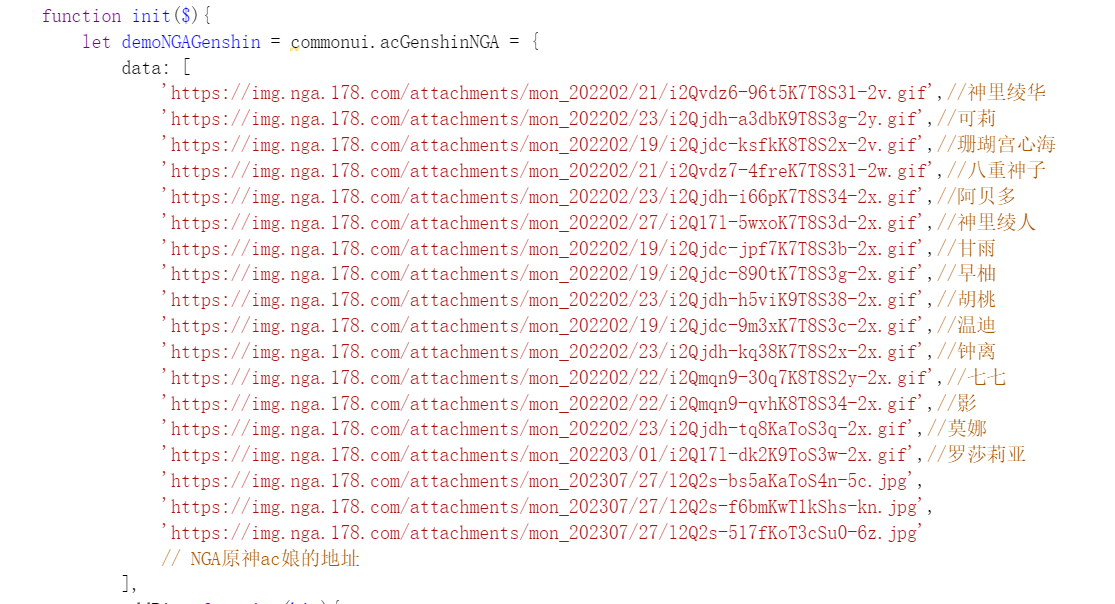 function init($){
let demoNGAGenshin = commonui.acGenshinNGA = {
data: [
'https://img.nga.178.com/attachments/mon_202202/21/i2Qvdz6-96t5K7T8S31-2v.gif',//神里绫华
'https://img.nga.178.com/attachments/mon_202202/23/i2Qjdh-a3dbK9T8S3g-2y.gif',//可莉
'https://img.nga.178.com/attachments/mon_202202/19/i2Qjdc-ksfkK8T8S2x-2v.gif',//珊瑚宫心海
'https://img.nga.178.com/attachments/mon_202202/21/i2Qvdz7-4freK7T8S31-2w.gif',//八重神子
'https://img.nga.178.com/attachments/mon_202202/23/i2Qjdh-i66pK7T8S34-2x.gif',//阿贝多
'https://img.nga.178.com/attachments/mon_202202/27/i2Q17l-5wxoK7T8S3d-2x.gif',//神里绫人
'https://img.nga.178.com/attachments/mon_202202/19/i2Qjdc-jpf7K7T8S3b-2x.gif',//甘雨
'https://img.nga.178.com/attachments/mon_202202/19/i2Qjdc-890tK7T8S3g-2x.gif',//早柚
'https://img.nga.178.com/attachments/mon_202202/23/i2Qjdh-h5viK9T8S38-2x.gif',//胡桃
'https://img.nga.178.com/attachments/mon_202202/19/i2Qjdc-9m3xK7T8S3c-2x.gif',//温迪
'https://img.nga.178.com/attachments/mon_202202/23/i2Qjdh-kq38K7T8S2x-2x.gif',//钟离
'https://img.nga.178.com/attachments/mon_202202/22/i2Qmqn9-30q7K8T8S2y-2x.gif',//七七
'https://img.nga.178.com/attachments/mon_202202/22/i2Qmqn9-qvhK8T8S34-2x.gif',//影
'https://img.nga.178.com/attachments/mon_202202/23/i2Qjdh-tq8KaToS3q-2x.gif',//莫娜
'https://img.nga.178.com/attachments/mon_202203/01/i2Q17l-dk2K9ToS3w-2x.gif',//罗莎莉亚
'https://img.nga.178.com/attachments/mon_202307/27/l2Q2s-bs5aKaToS4n-5c.jpg',
'https://img.nga.178.com/attachments/mon_202307/27/l2Q2s-f6bmKwT1kShs-kn.jpg',
'https://img.nga.178.com/attachments/mon_202307/27/l2Q2s-5l7fKoT3cSu0-6z.jpg'
// NGA原神ac娘的地址
],